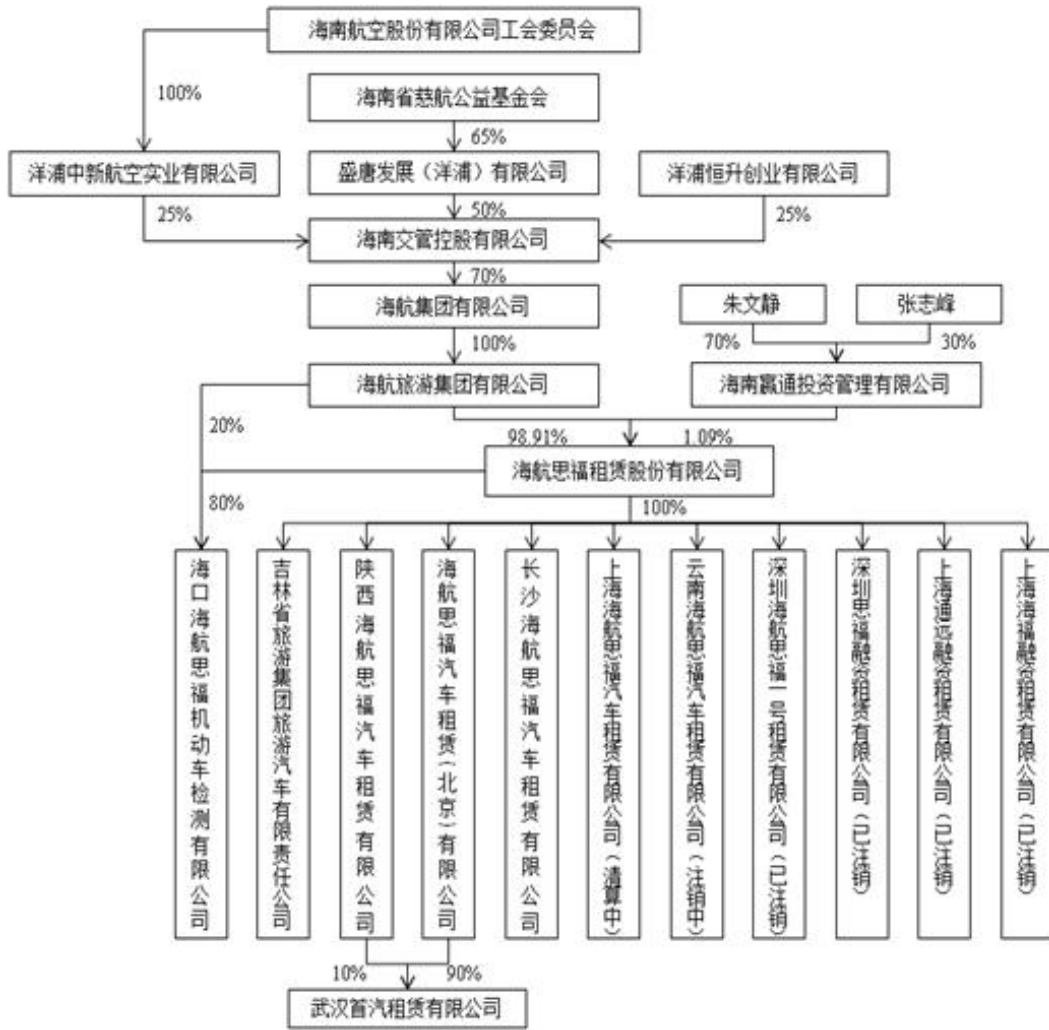 海南航空股份有限公司工会委员会
100%
海南省慈航公益基金会
65%
洋浦中新航空实业有限公司
盛唐发展（洋浦）有限公司
洋浦恒升创业有限公司
25%
50%
25%
海南交管控股有限公司
70%
海航集团有限公司
朱文静
张志峰
100%
70%
30%
海航旅游集团有限公司
海南赢通投资管理有限公司
20%
98.91%
1.09%
海航思福租赁股份有限公司
80%
100%
海口海航思福机动车检测有限公司
吉林省旅游集团旅游汽车有限责任公司
陕西海航思福汽车租赁有限公司
海航思福汽车租赁（北京）有限公司
长沙海航思福汽车租赁有限公司
上海海航思福汽车租赁有限公司（清算中）
云南海航思福汽车租赁有限公司（注销中）
深圳海航思福一号租赁有限公司（已注销）
深圳思福融资租赁有限公司（已注销）
上海通远融资租赁有限公司（已注销）
上海海福融资租赁有限公司（已注销）
10%
90%
武汉首汽租赁有限公司